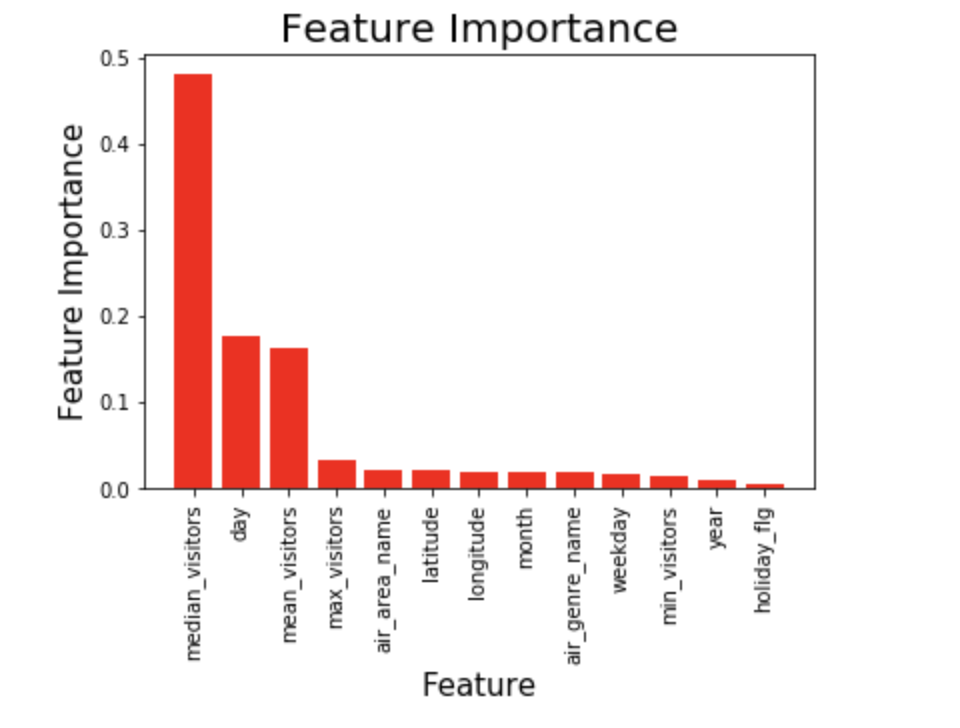 Feature Importance
Feature Importance
0.5
0.4
0.3
0.2
0.1
0.0
median_visitors
day
mean_visitors
max_visitors
air_area_name
latitude
longitude
month
air_genre_name
weekday
min_visitors
year
holiday_flg
Feature